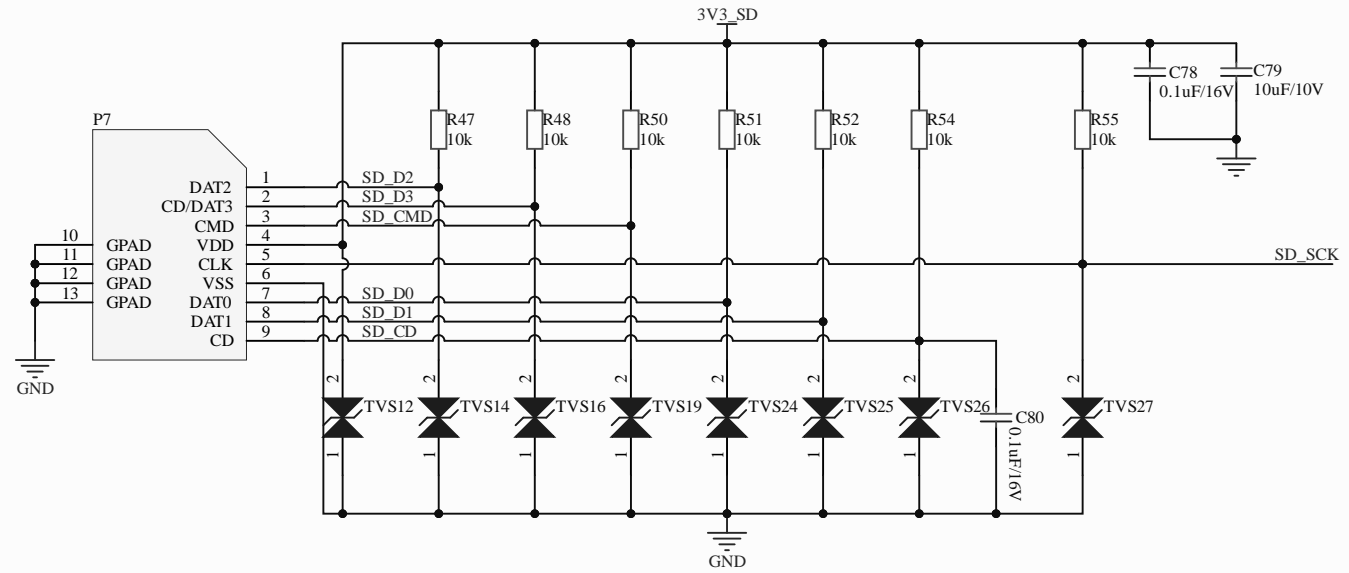 3V3_SD
C78
0.1uF/16V
C79
10uF/10V
R47
10k
R48
10k
R50
10k
R51
10k
R52
10k
R54
10k
R55
10k
P7
DAT2 1 SD_D2
CD/DAT3 2 SD_D3
CMD 3 SD_CMD
10 GPAD VDD 4
11 GPAD CLK 5 SD_SCK
12 GPAD VSS 6
13 GPAD DAT0 7 SD_D0
DAT1 8 SD_D1
CD 9 SD_CD
GND
2 2 2 2 2 2 2 2
TVS12 TVS14 TVS16 TVS19 TVS24 TVS25 TVS26 C80 TVS27
0.1uF/16V
1 1 1 1 1 1 1 1
GND